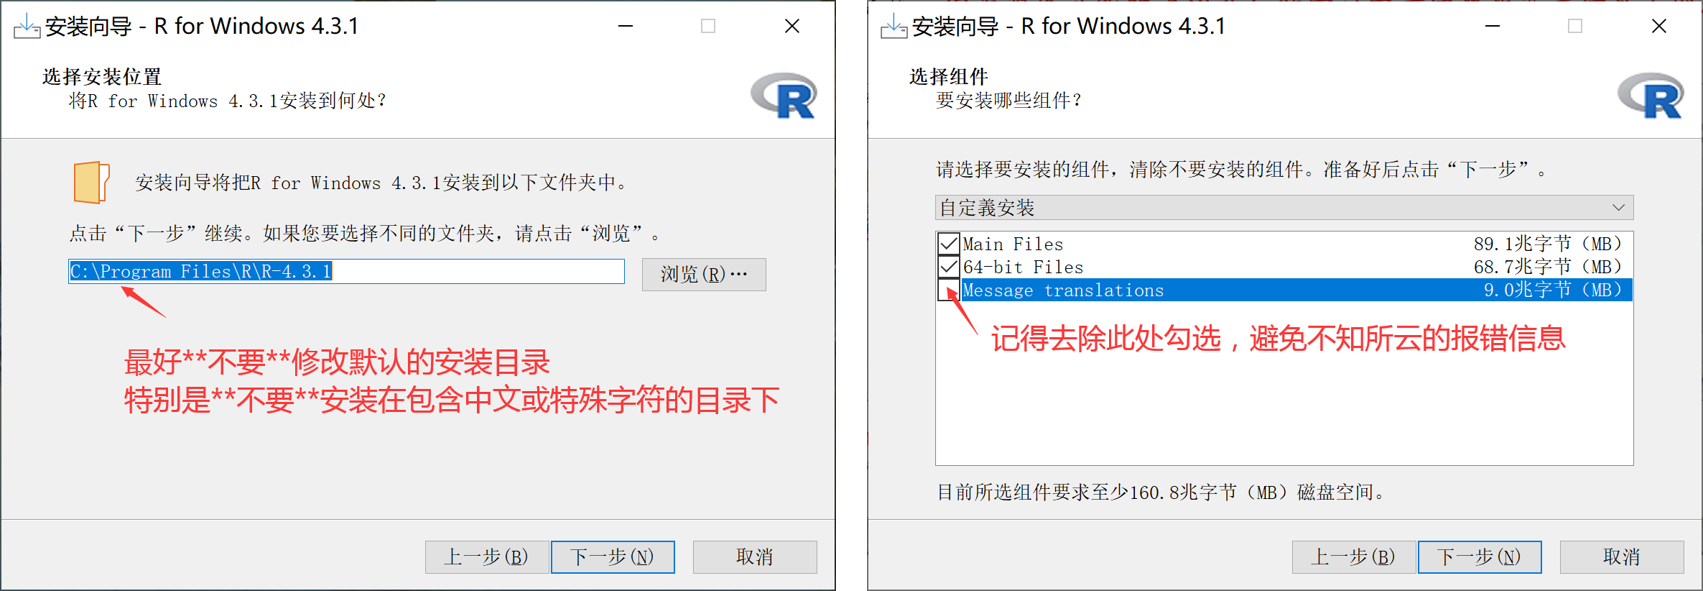 安装向导 - R for Windows 4.3.1
选择安装位置
将R for Windows 4.3.1安装到何处？
R
安装向导将把R for Windows 4.3.1安装到以下文件夹中。
点击“下一步”继续。如果您要选择不同的文件夹，请点击“浏览”。
C:\Program Files\R\R-4.3.1
浏览(R)…
最好**不要**修改默认的安装目录
特别是**不要**安装在包含中文或特殊字符的目录下
上一步(B)
下一步(N)
取消
安装向导 - R for Windows 4.3.1
选择组件
要安装哪些组件？
R
请选择要安装的组件，清除不要安装的组件。准备好后点击“下一步”。
自定義安装
Main Files 89.1兆字节（MB）
64-bit Files 68.7兆字节（MB）
Message translations 9.0兆字节（MB）
记得去除此处勾选，避免不知所云的报错信息
目前所选组件要求至少160.8兆字节（MB）磁盘空间。
上一步(B)
下一步(N)
取消